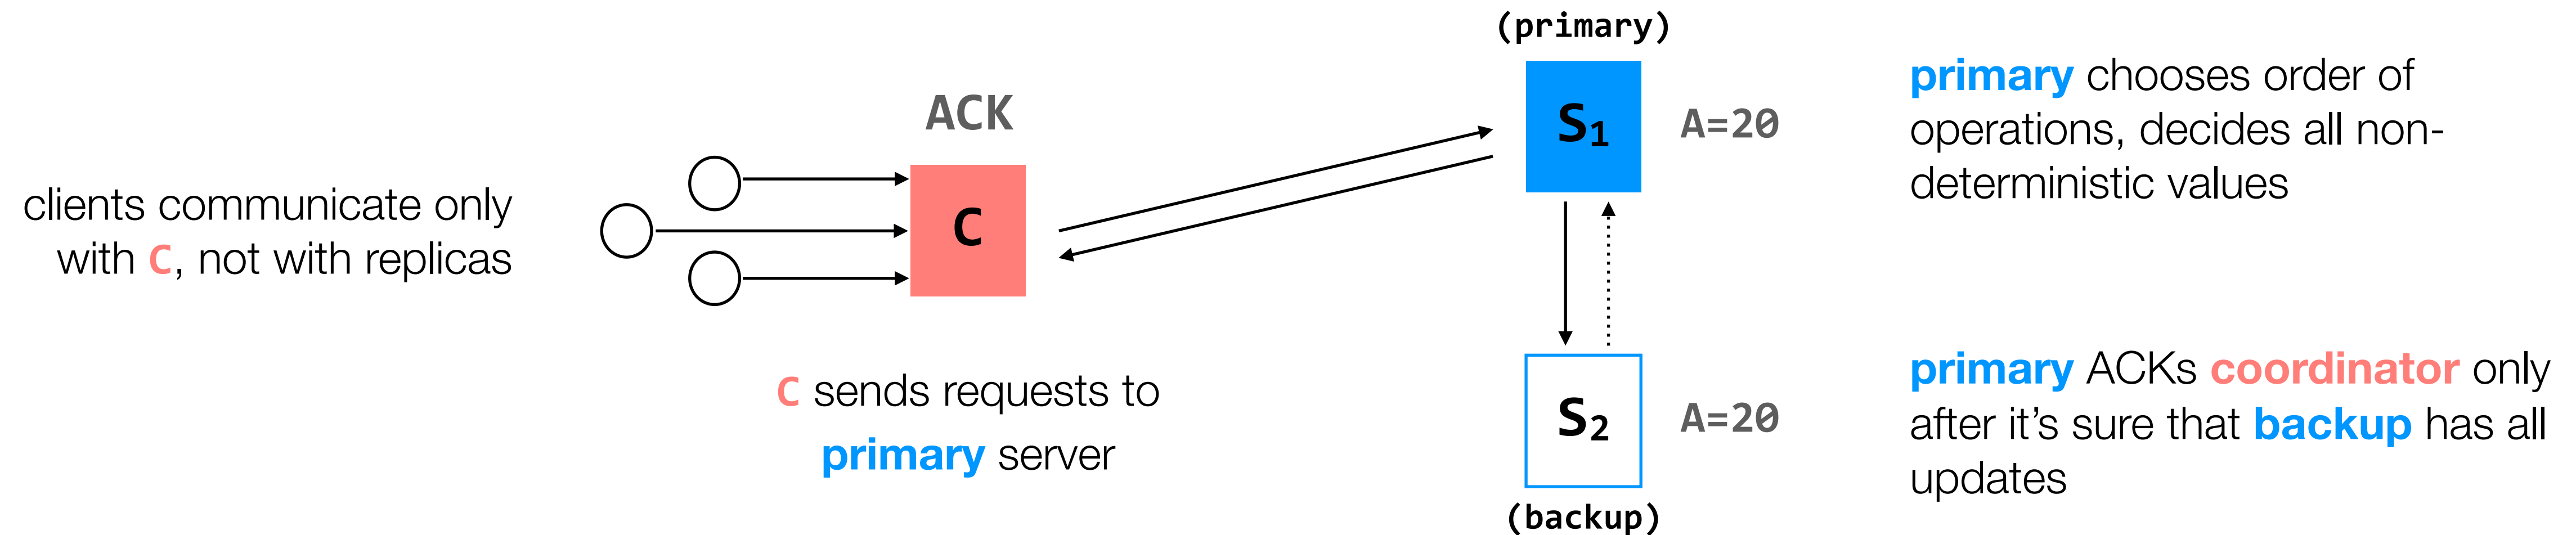 clients communicate only
with C, not with replicas
ACK
C
C sends requests to
primary server
(primary)
S₁
A=20
S₂
A=20
(backup)
primary chooses order of
operations, decides all non-
deterministic values
primary ACKs coordinator only
after it’s sure that backup has all
updates